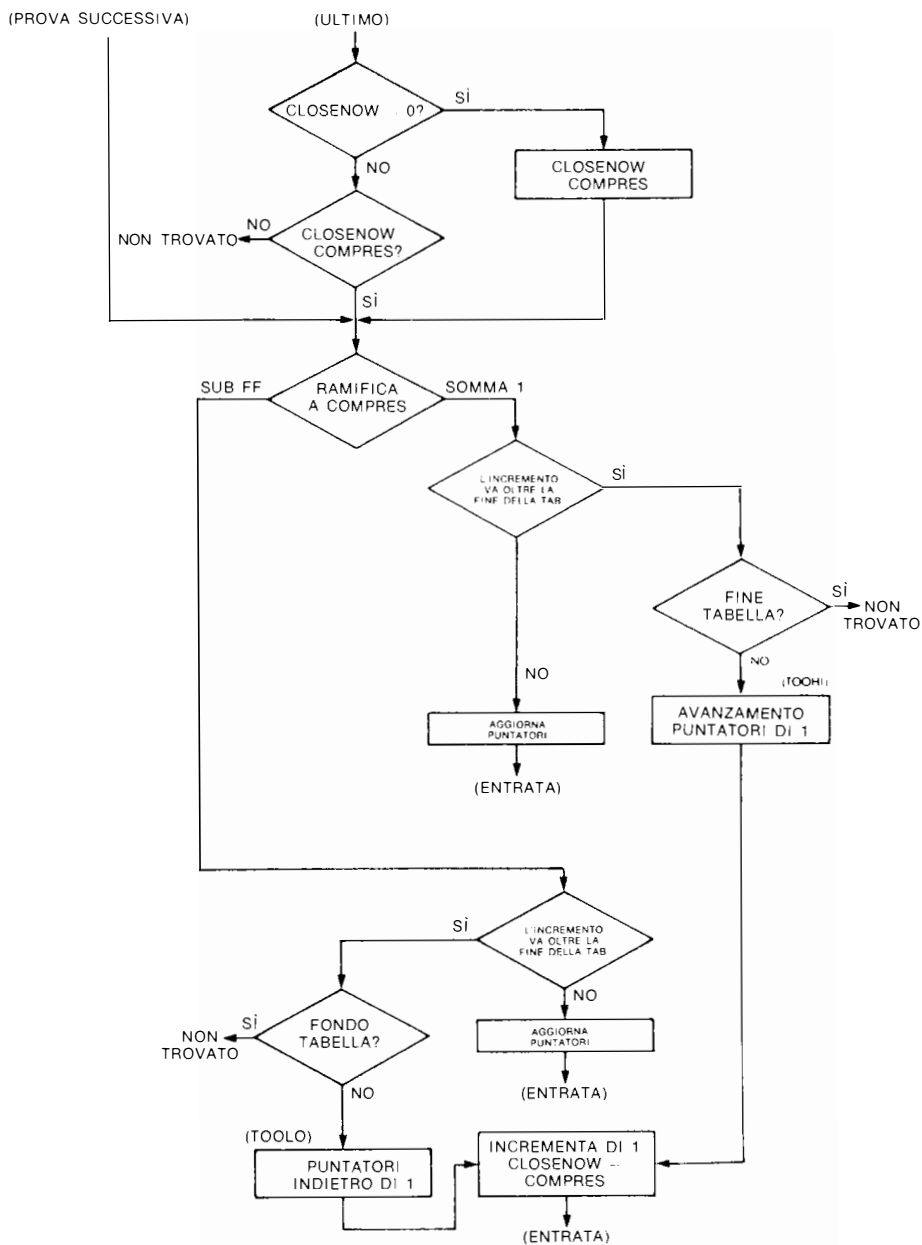 (PROVA SUCCESSIVA)
(ULTIMO)
CLOSENOW 0?
SÌ
CLOSENOW
COMPRES
NO
CLOSENOW
COMPRES?
NO
NON TROVATO
SÌ
RAMIFICA
A COMPRES
SUB FF
SOMMA 1
L'INCREMENTO
VA OLTRE LA
FINE DELLA TAB
SÌ
FINE
TABELLA?
SÌ
NON
TROVATO
NO
NO
(TOOHI)
AVANZAMENTO
PUNTATORI DI 1
AGGIORNA
PUNTATORI
(ENTRATA)
SÌ
L'INCREMENTO
VA OLTRE LA
FINE DELLA TAB
NO
SÌ
FONDO
TABELLA?
NON
TROVATO
AGGIORNA
PUNTATORI
NO
(ENTRATA)
(TOOLO)
PUNTATORI
INDIETRO DI 1
INCREMENTA DI 1
CLOSENOW –
COMPRES
(ENTRATA)